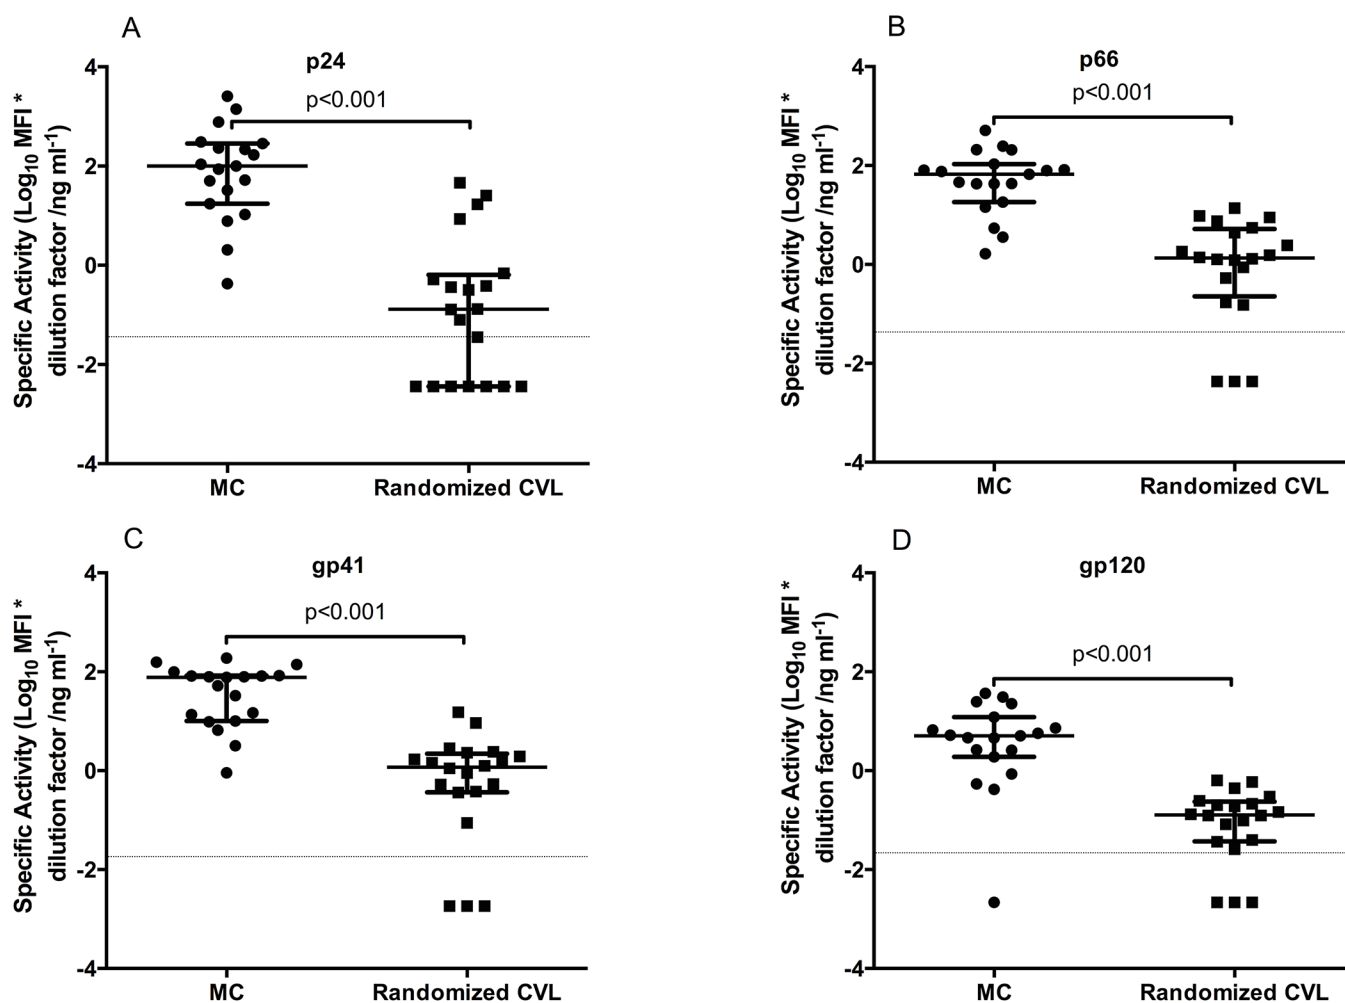 A
p24
p<0.001
Specific Activity (Log10 MFI *
dilution factor /ng ml-1)
4
2
0
-2
-4
MC
Randomized CVL
B
p66
p<0.001
Specific Activity (Log10 MFI *
dilution factor /ng ml-1)
4
2
0
-2
-4
MC
Randomized CVL
C
gp41
p<0.001
Specific Activity (Log10 MFI *
dilution factor /ng ml-1)
4
2
0
-2
-4
MC
Randomized CVL
D
gp120
p<0.001
Specific Activity (Log10 MFI *
dilution factor /ng ml-1)
4
2
0
-2
-4
MC
Randomized CVL